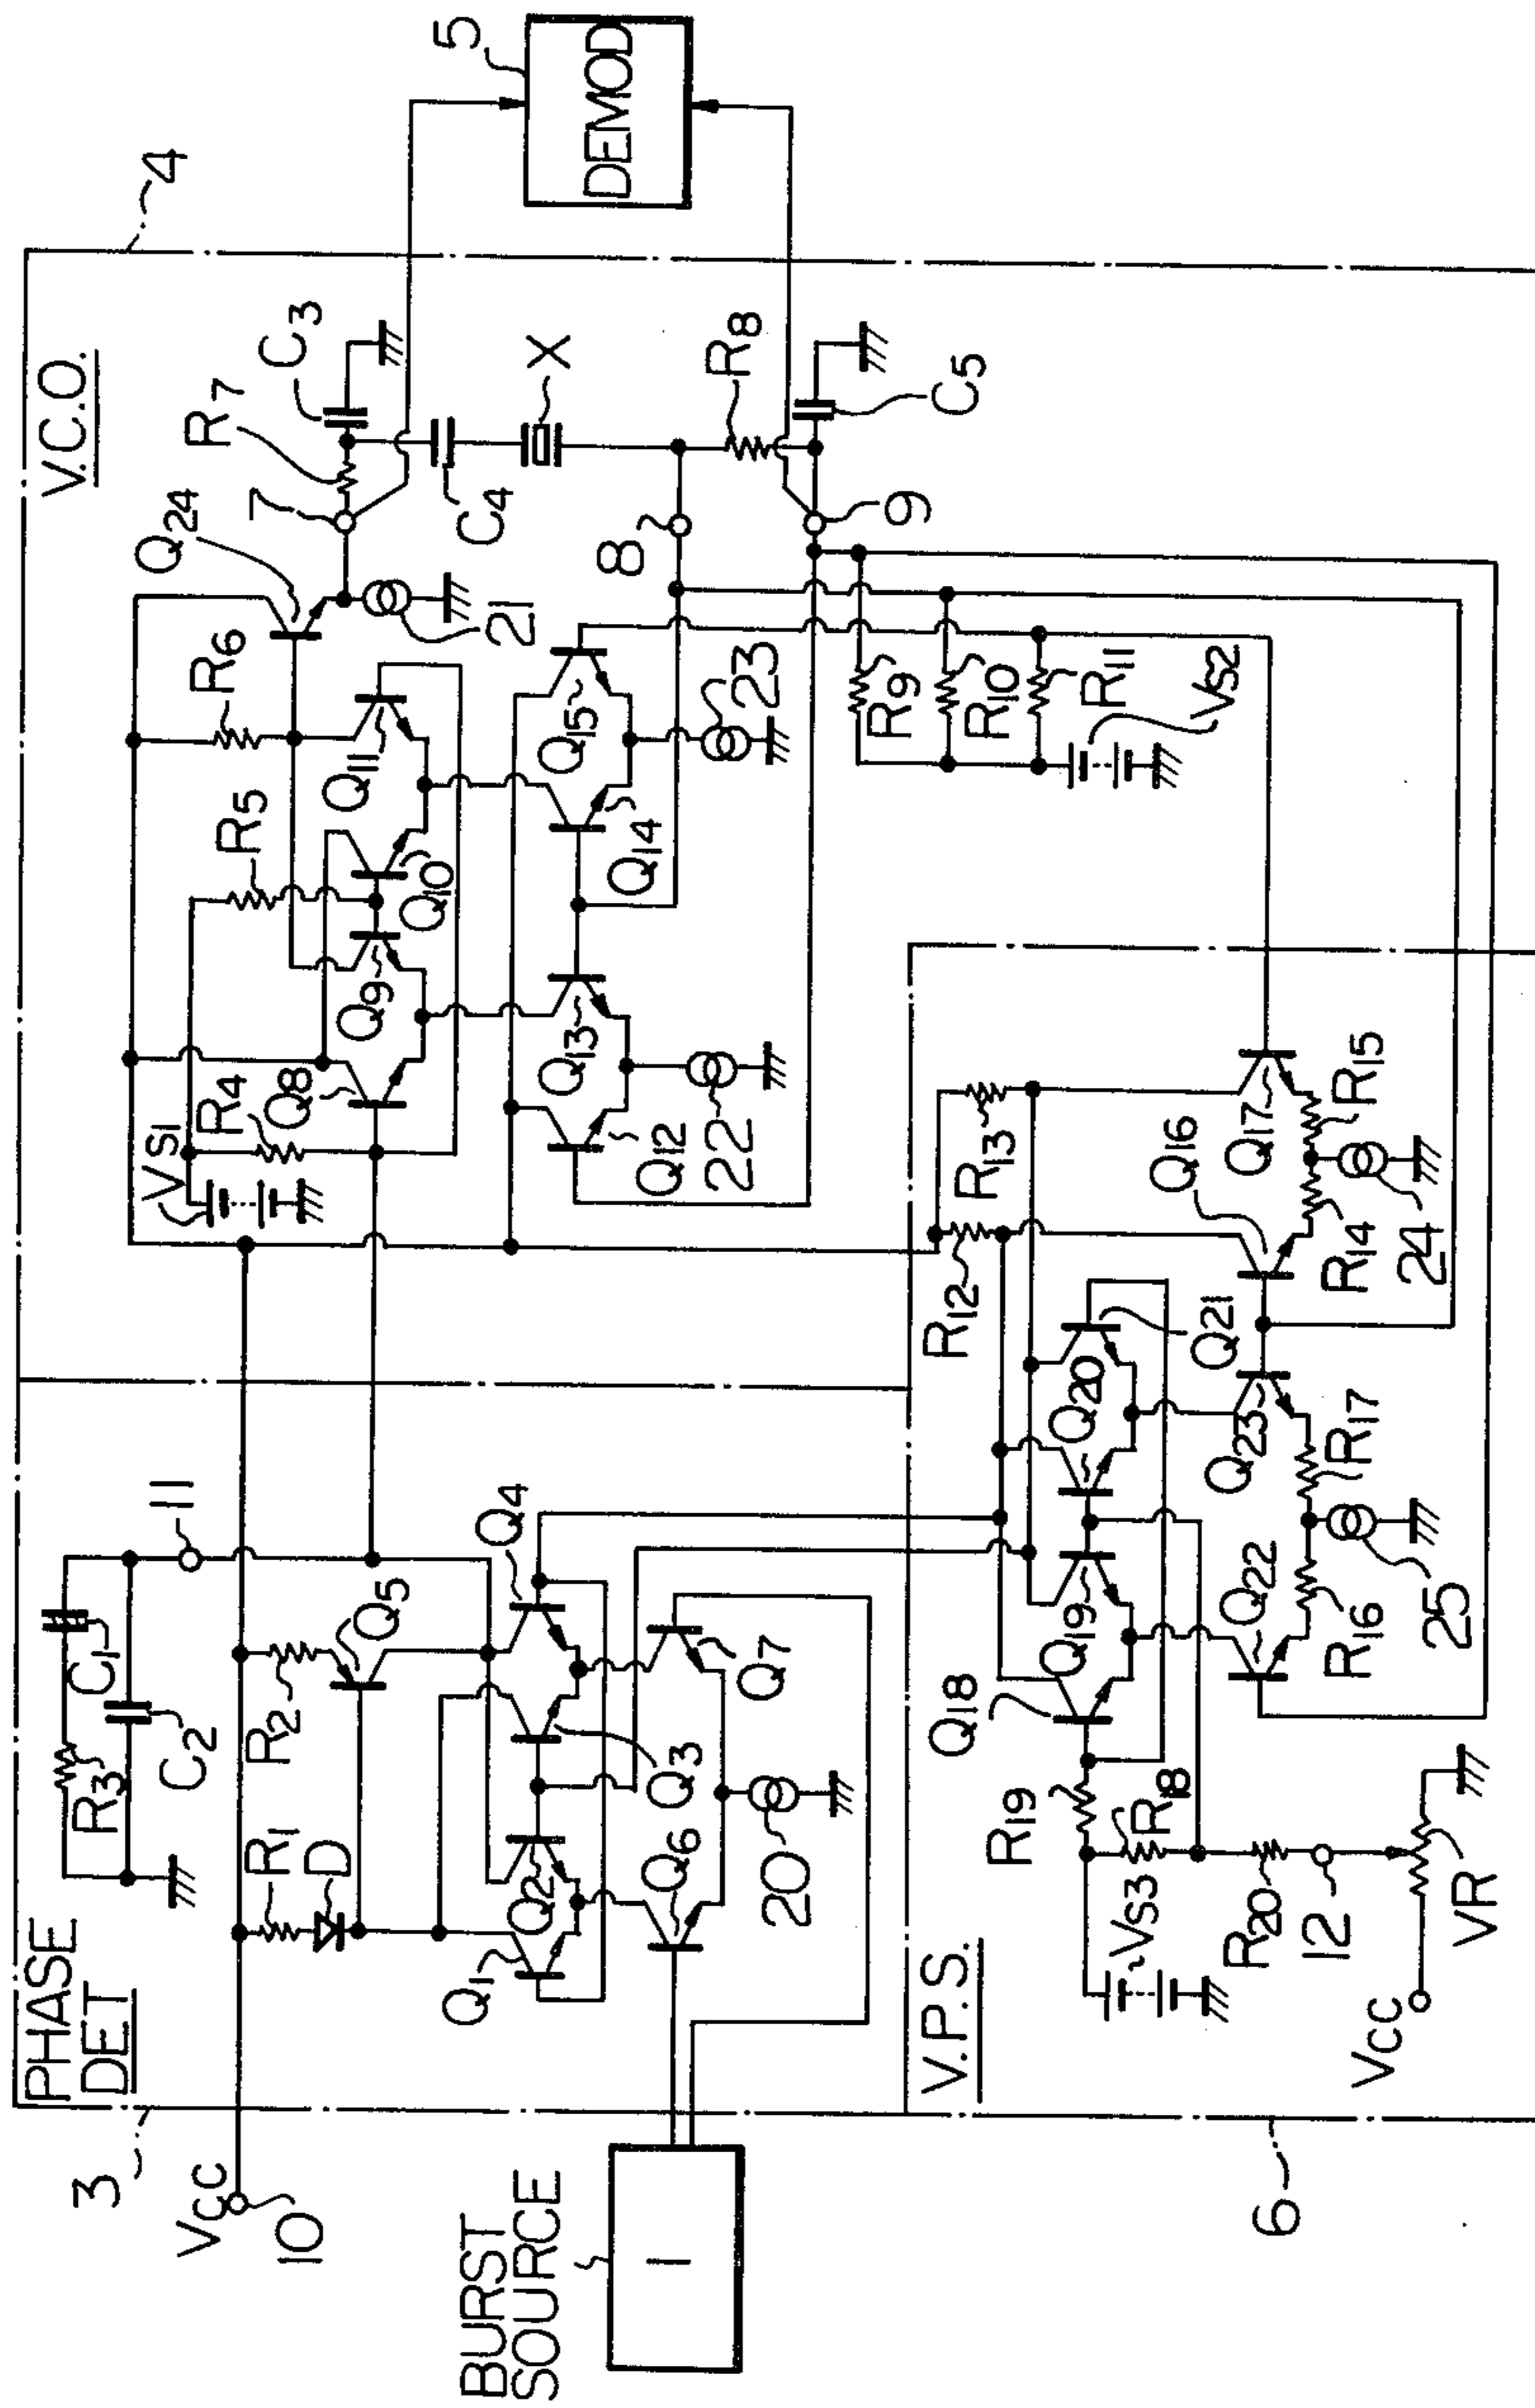 PHASE
DET
V.C.O.
V.P.S.
BURST
SOURCE
1
DEMOD
3
4
5
6
VCC
10
R1
D
R2
Q5
C1
R3
C2
11
Q1
Q2
Q3
Q4
Q6
Q7
20
VS1
R4
R5
R6
Q8
Q9
Q10
Q11
Q24
21
7
R7
C3
C4
X
8
R8
9
C5
Q12
Q13
Q14
Q15
22
23
R9
R10
R11
VS2
R12
R13
Q16
Q17
R14
R15
24
Q18
Q19
Q20
Q21
Q22
Q23
R16
R17
25
R19
R18
VS3
R20
12
VR
VCC